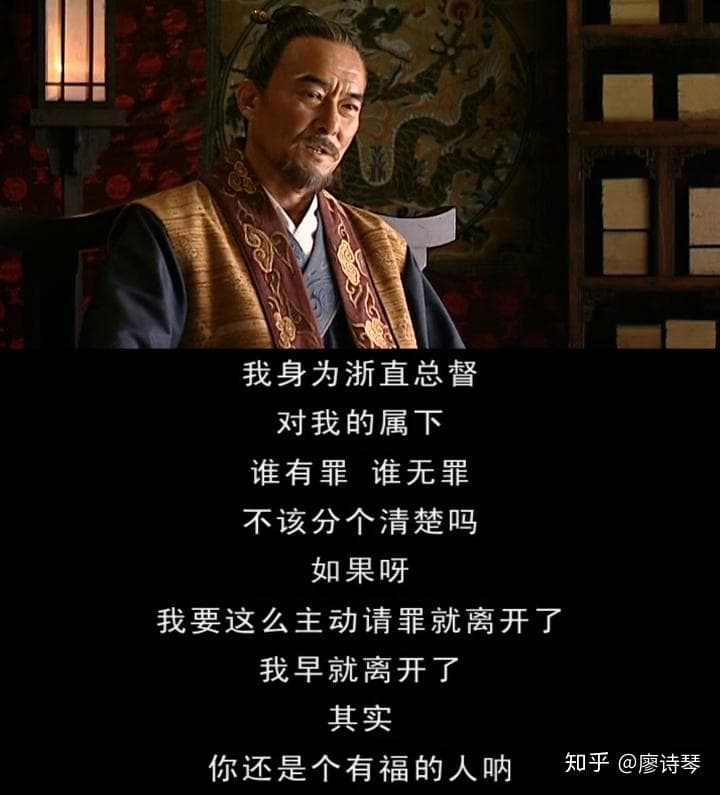 我身为浙直总督
对我的属下
谁有罪 谁无罪
不该分个清楚吗
如果呀
我要这么主动请罪就离开了
我早就离开了
其实
你还是个有福的人呐
知乎 @廖诗琴